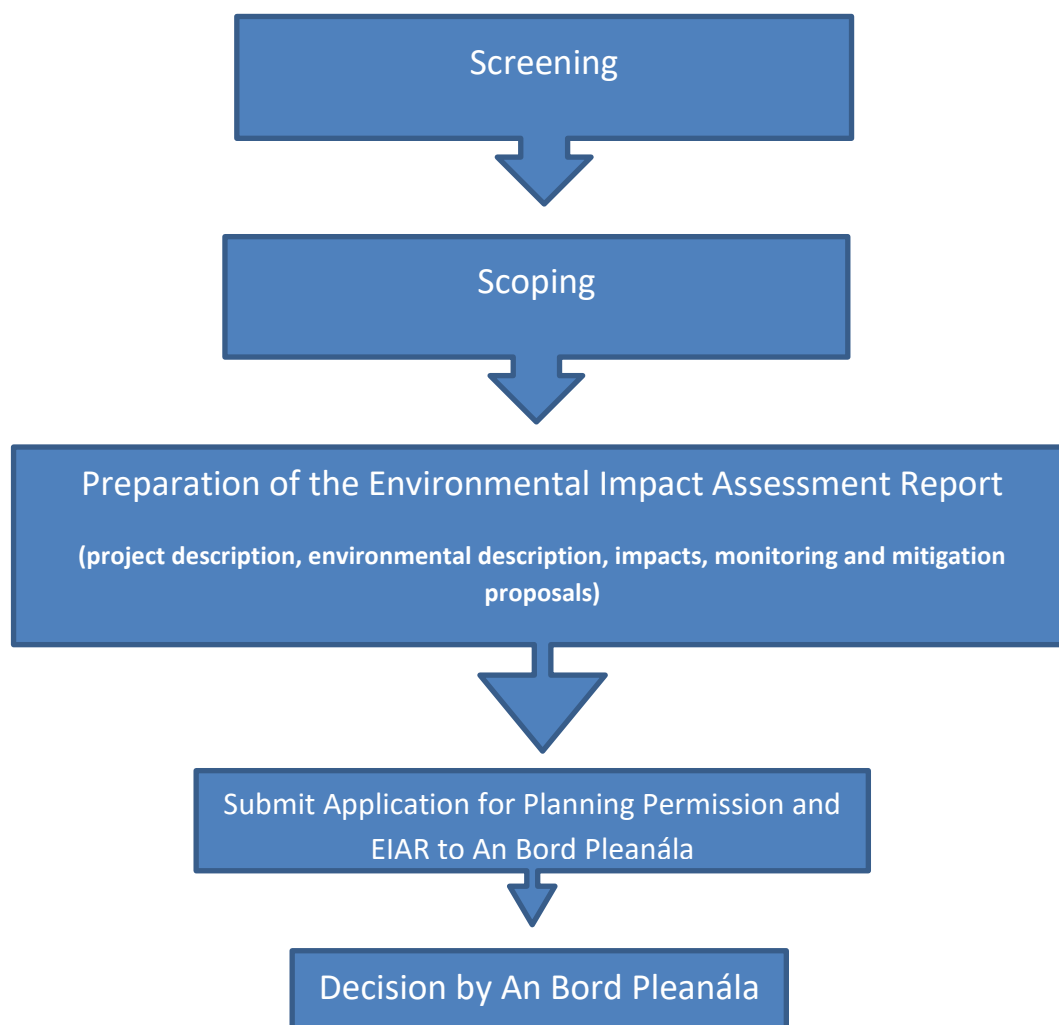 Screening
Scoping
Preparation of the Environmental Impact Assessment Report
(project description, environmental description, impacts, monitoring and mitigation
proposals)
Submit Application for Planning Permission and
EIAR to An Bord Pleanála
Decision by An Bord Pleanála